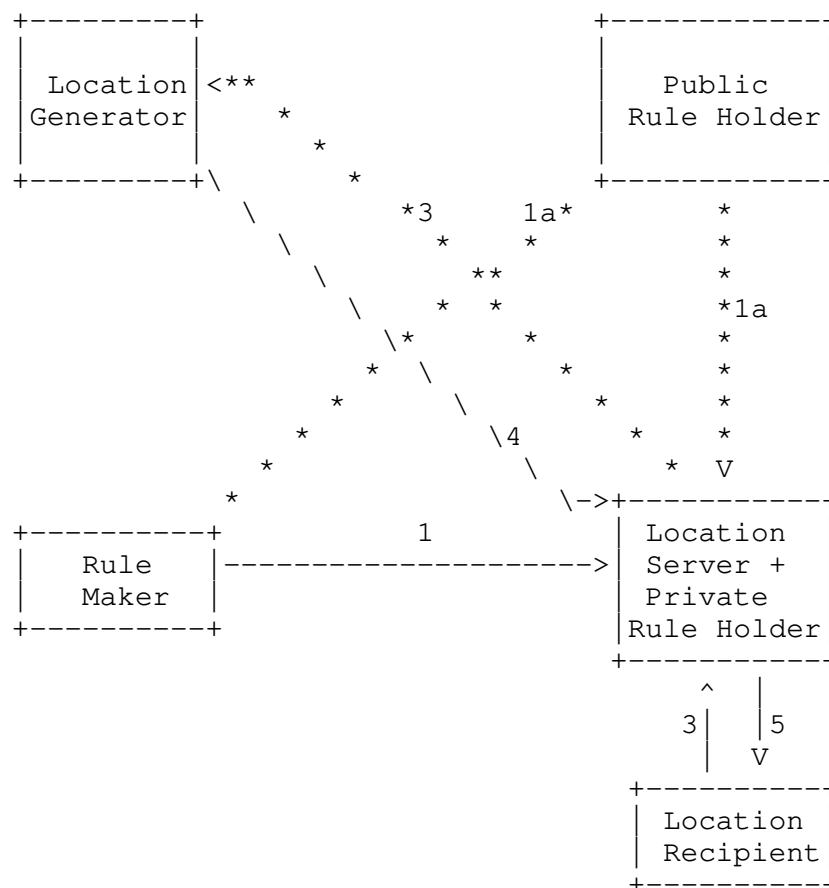 Location
Generator
Public
Rule Holder
3
1a
1a
4
1
Rule
Maker
Location
Server +
Private
Rule Holder
3
5
Location
Recipient